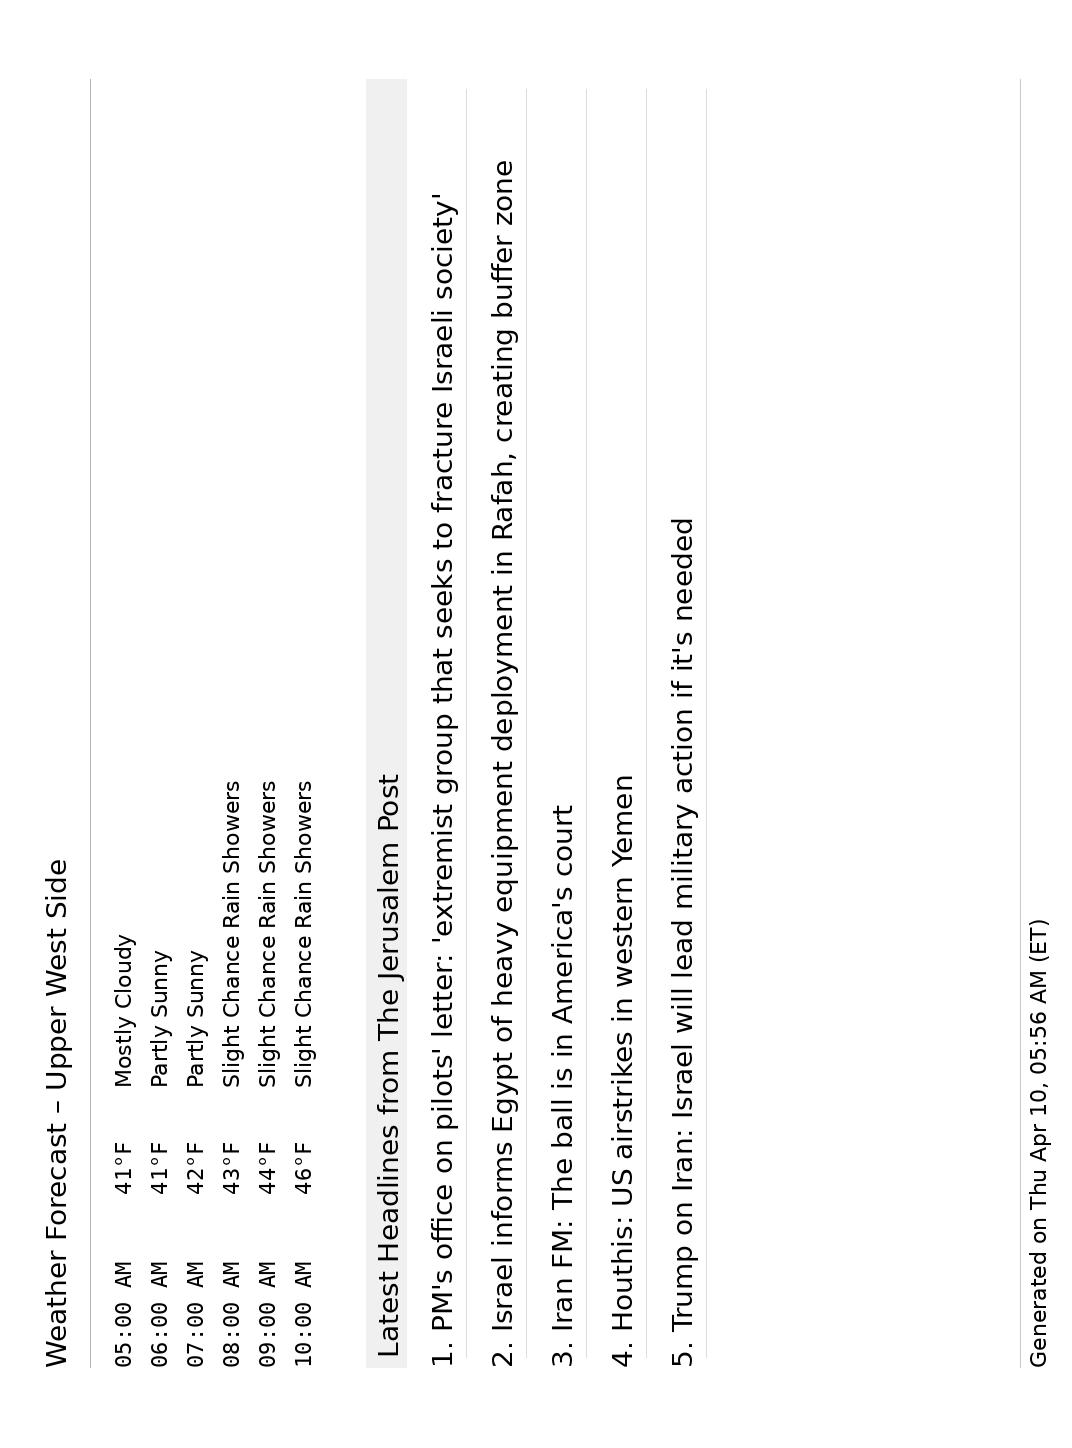 Weather Forecast – Upper West Side
05:00 AM 41°F Mostly Cloudy
06:00 AM 41°F Partly Sunny
07:00 AM 42°F Partly Sunny
08:00 AM 43°F Slight Chance Rain Showers
09:00 AM 44°F Slight Chance Rain Showers
10:00 AM 46°F Slight Chance Rain Showers
Latest Headlines from The Jerusalem Post
1. PM's office on pilots' letter: 'extremist group that seeks to fracture Israeli society'
2. Israel informs Egypt of heavy equipment deployment in Rafah, creating buffer zone
3. Iran FM: The ball is in America's court
4. Houthis: US airstrikes in western Yemen
5. Trump on Iran: Israel will lead military action if it's needed
Generated on Thu Apr 10, 05:56 AM (ET)